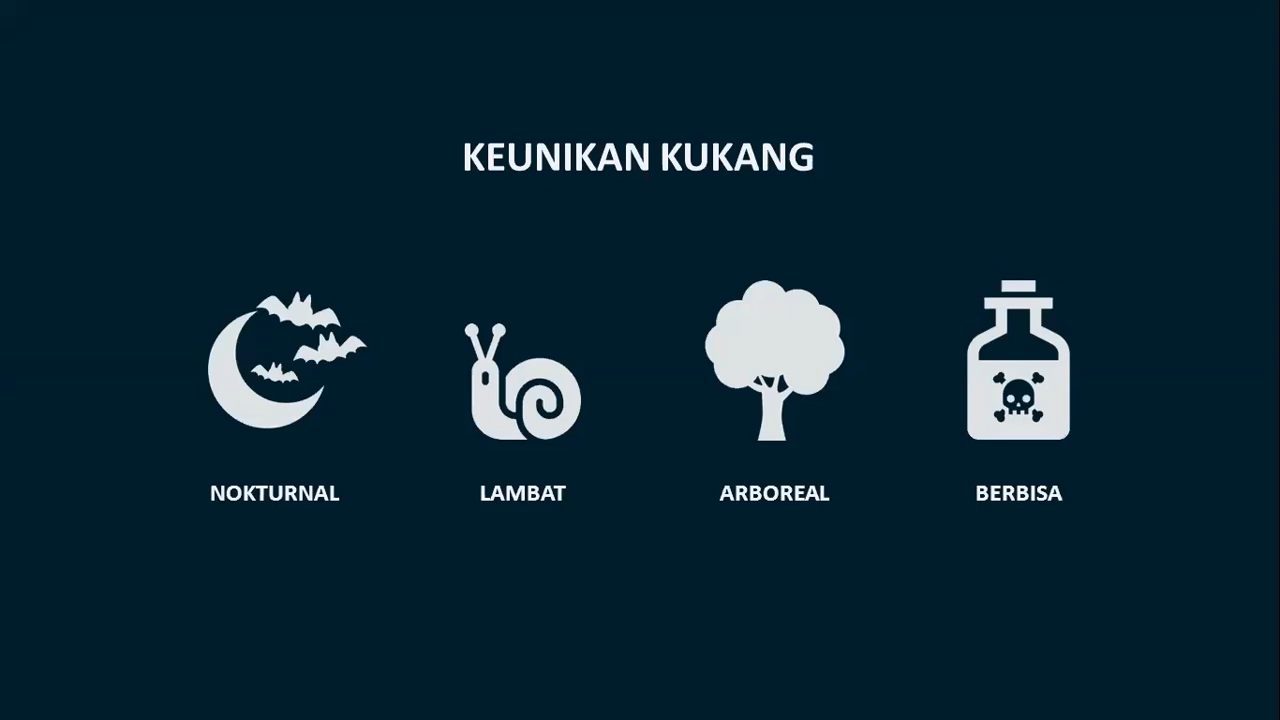 KEUNIKAN KUKANG
NOKTURNAL
LAMBAT
ARBOREAL
BERBISA